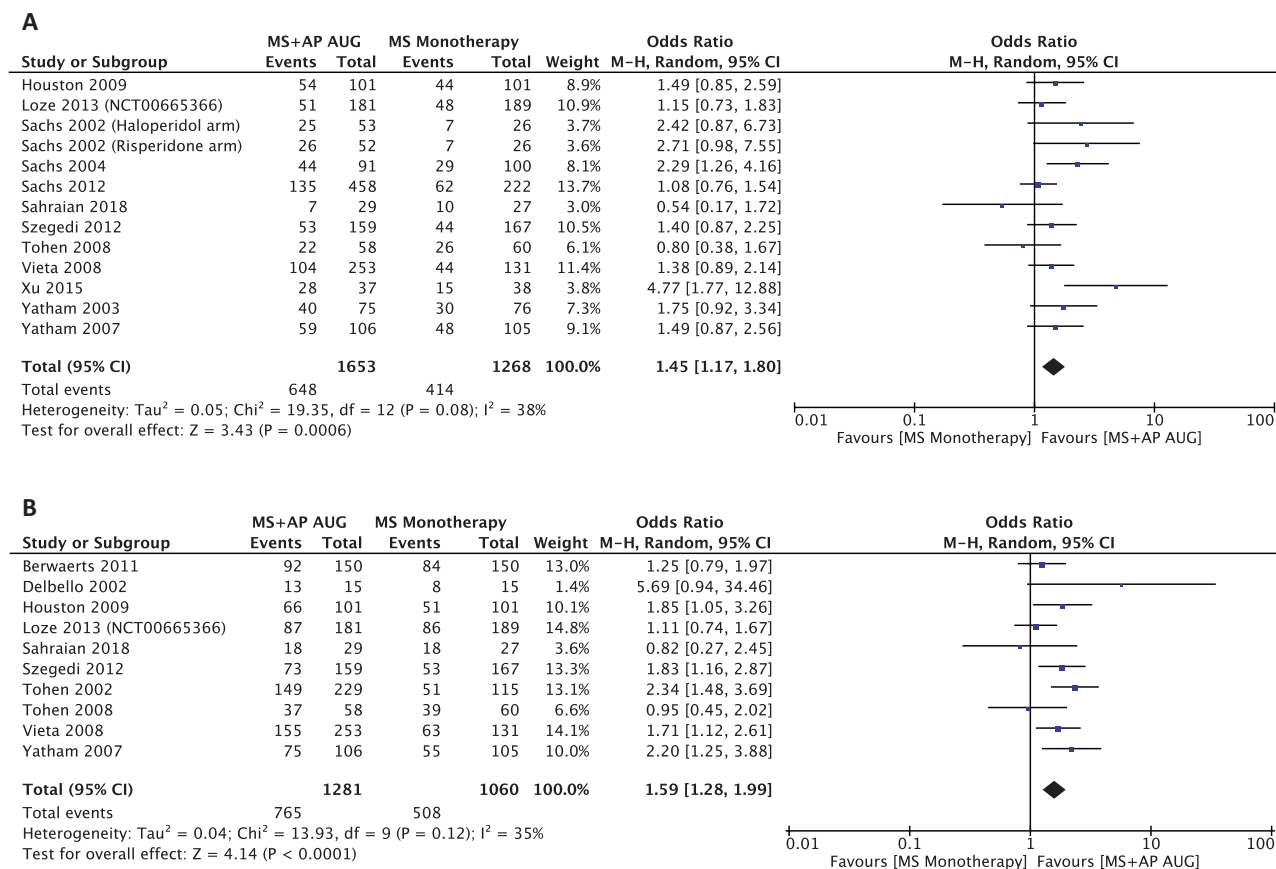 A
MS+AP AUG MS Monotherapy Odds Ratio Odds Ratio
Study or Subgroup Events Total Events Total Weight M-H, Random, 95% CI M-H, Random, 95% CI
Houston 2009 54 101 44 101 8.9% 1.49 [0.85, 2.59]
Loze 2013 (NCT00665366) 51 181 48 189 10.9% 1.15 [0.73, 1.83]
Sachs 2002 (Haloperidol arm) 25 53 7 26 3.7% 2.42 [0.87, 6.73]
Sachs 2002 (Risperidone arm) 26 52 7 26 3.6% 2.71 [0.98, 7.55]
Sachs 2004 44 91 29 100 8.1% 2.29 [1.26, 4.16]
Sachs 2012 135 458 62 222 13.7% 1.08 [0.76, 1.54]
Sahraian 2018 7 29 10 27 3.0% 0.54 [0.17, 1.72]
Szegedi 2012 53 159 44 167 10.5% 1.40 [0.87, 2.25]
Tohen 2008 22 58 26 60 6.1% 0.80 [0.38, 1.67]
Vieta 2008 104 253 44 131 11.4% 1.38 [0.89, 2.14]
Xu 2015 28 37 15 38 3.8% 4.77 [1.77, 12.88]
Yatham 2003 40 75 30 76 7.3% 1.75 [0.92, 3.34]
Yatham 2007 59 106 48 105 9.1% 1.49 [0.87, 2.56]
Total (95% CI) 1653 1268 100.0% 1.45 [1.17, 1.80]
Total events 648 414
Heterogeneity: Tau² = 0.05; Chi² = 19.35, df = 12 (P = 0.08); I² = 38%
Test for overall effect: Z = 3.43 (P = 0.0006)
0.01 0.1 1 10 100
Favours [MS Monotherapy] Favours [MS+AP AUG]
B
MS+AP AUG MS Monotherapy Odds Ratio Odds Ratio
Study or Subgroup Events Total Events Total Weight M-H, Random, 95% CI M-H, Random, 95% CI
Berwaerts 2011 92 150 84 150 13.0% 1.25 [0.79, 1.97]
Delbello 2002 13 15 8 15 1.4% 5.69 [0.94, 34.46]
Houston 2009 66 101 51 101 10.1% 1.85 [1.05, 3.26]
Loze 2013 (NCT00665366) 87 181 86 189 14.8% 1.11 [0.74, 1.67]
Sahraian 2018 18 29 18 27 3.6% 0.82 [0.27, 2.45]
Szegedi 2012 73 159 53 167 13.3% 1.83 [1.16, 2.87]
Tohen 2002 149 229 51 115 13.1% 2.34 [1.48, 3.69]
Tohen 2008 37 58 39 60 6.6% 0.95 [0.45, 2.02]
Vieta 2008 155 253 63 131 14.1% 1.71 [1.12, 2.61]
Yatham 2007 75 106 55 105 10.0% 2.20 [1.25, 3.88]
Total (95% CI) 1281 1060 100.0% 1.59 [1.28, 1.99]
Total events 765 508
Heterogeneity: Tau² = 0.04; Chi² = 13.93, df = 9 (P = 0.12); I² = 35%
Test for overall effect: Z = 4.14 (P < 0.0001)
0.01 0.1 1 10 100
Favours [MS Monotherapy] Favours [MS+AP AUG]